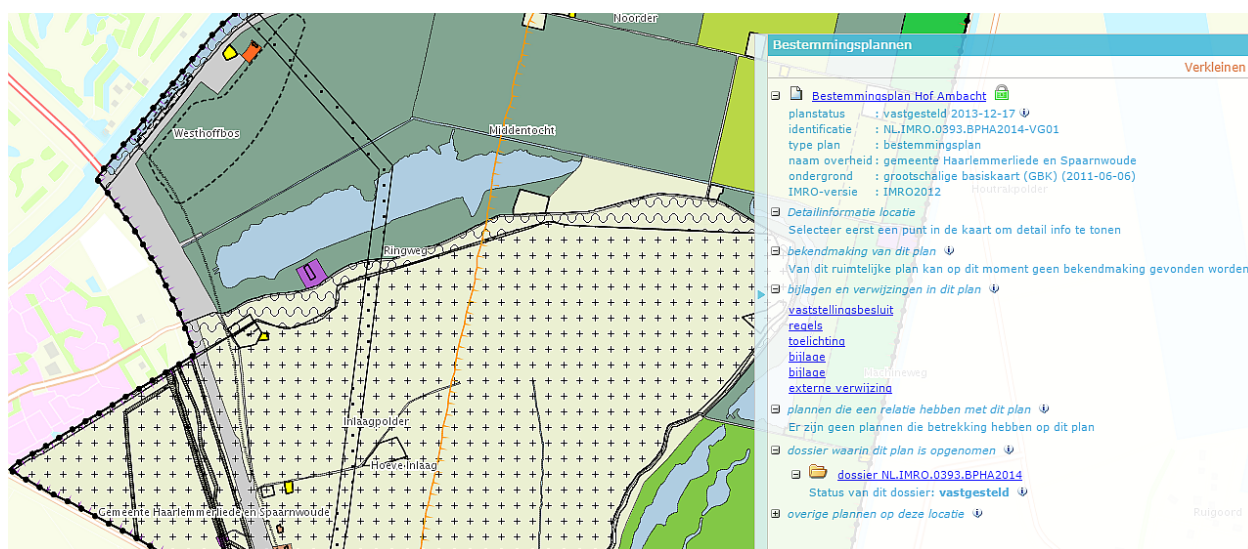 Noorder
Westhoffbos
Middentocht
Ringweg
Inlaagpolder
Hoeve-Inlaag
Gemeente Haarlemmerliede en Spaarnwoude
Bestemmingsplannen
Verkleinen
Bestemmingsplan Hof Ambacht
planstatus : vastgesteld 2013-12-17
identificatie : NL.IMRO.0393.BPHA2014-VG01
type plan : bestemmingsplan
naam overheid : gemeente Haarlemmerliede en Spaarnwoude
ondergrond : grootschalige basiskaart (GBK) (2011-06-06)
IMRO-versie : IMRO2012
Houtrakpolder
Detailinformatie locatie
Selecteer eerst een punt in de kaart om detail info te tonen
bekendmaking van dit plan
Van dit ruimtelijke plan kan op dit moment geen bekendmaking gevonden worden
bijlagen en verwijzingen in dit plan
vaststellingsbesluit
regels
toelichting
bijlage
bijlage
Machineweg
externe verwijzing
plannen die een relatie hebben met dit plan
Er zijn geen plannen die betrekking hebben op dit plan
dossier waarin dit plan is opgenomen
dossier NL.IMRO.0393.BPHA2014
Status van dit dossier: vastgesteld
overige plannen op deze locatie
Ruigoord